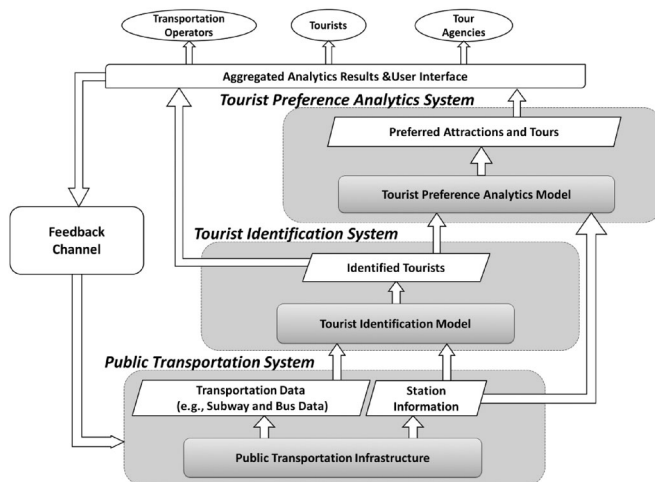 Transportation
Operators
Tourists
Tour
Agencies
Aggregated Analytics Results &User Interface
Tourist Preference Analytics System
Preferred Attractions and Tours
Tourist Preference Analytics Model
Feedback
Channel
Tourist Identification System
Identified Tourists
Tourist Identification Model
Public Transportation System
Transportation Data
(e.g., Subway and Bus Data)
Station
Information
Public Transportation Infrastructure